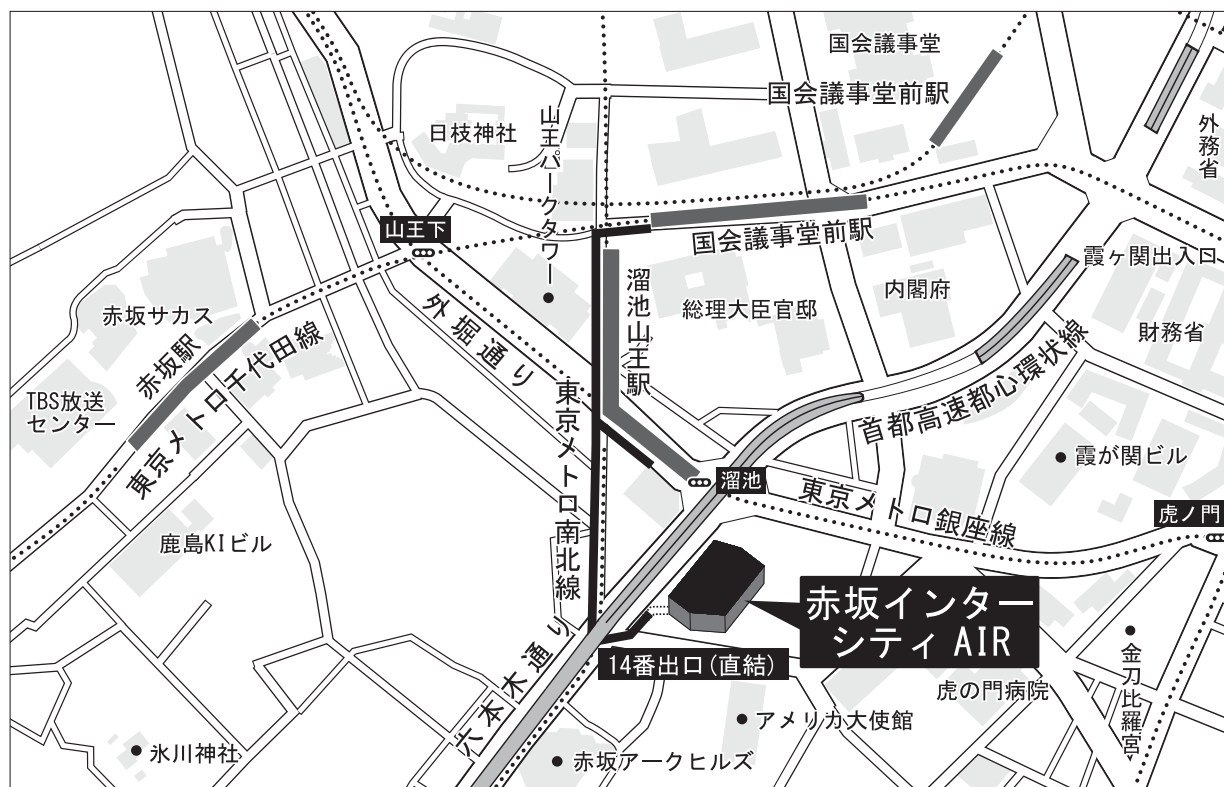 国会議事堂
国会議事堂前駅
外務省
日枝神社
山王パークタワー
山王下
国会議事堂前駅
霞ヶ関出入口
内閣府
総理大臣官邸
溜池山王駅
外堀通り
財務省
赤坂サカス
赤坂駅
東京メトロ千代田線
TBS放送
センター
東京メトロ南北線
首都高速都心環状線
霞が関ビル
溜池
東京メトロ銀座線
虎ノ門
鹿島KIビル
赤坂インター
シティ AIR
14番出口(直結)
六本木通り
虎の門病院
金刀比羅宮
アメリカ大使館
氷川神社
赤坂アークヒルズ